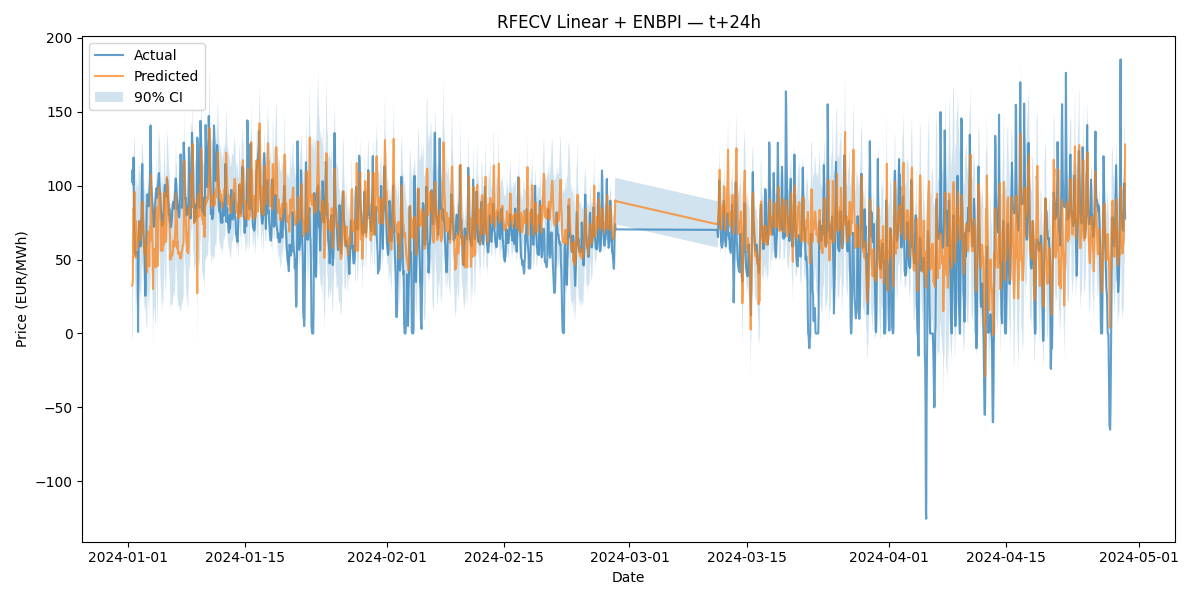 RFECV Linear + ENBPI — t+24h
Actual
Predicted
90% CI
Price (EUR/MWh)
200
150
100
50
0
−50
−100
2024-01-01
2024-01-15
2024-02-01
2024-02-15
2024-03-01
2024-03-15
2024-04-01
2024-04-15
2024-05-01
Date